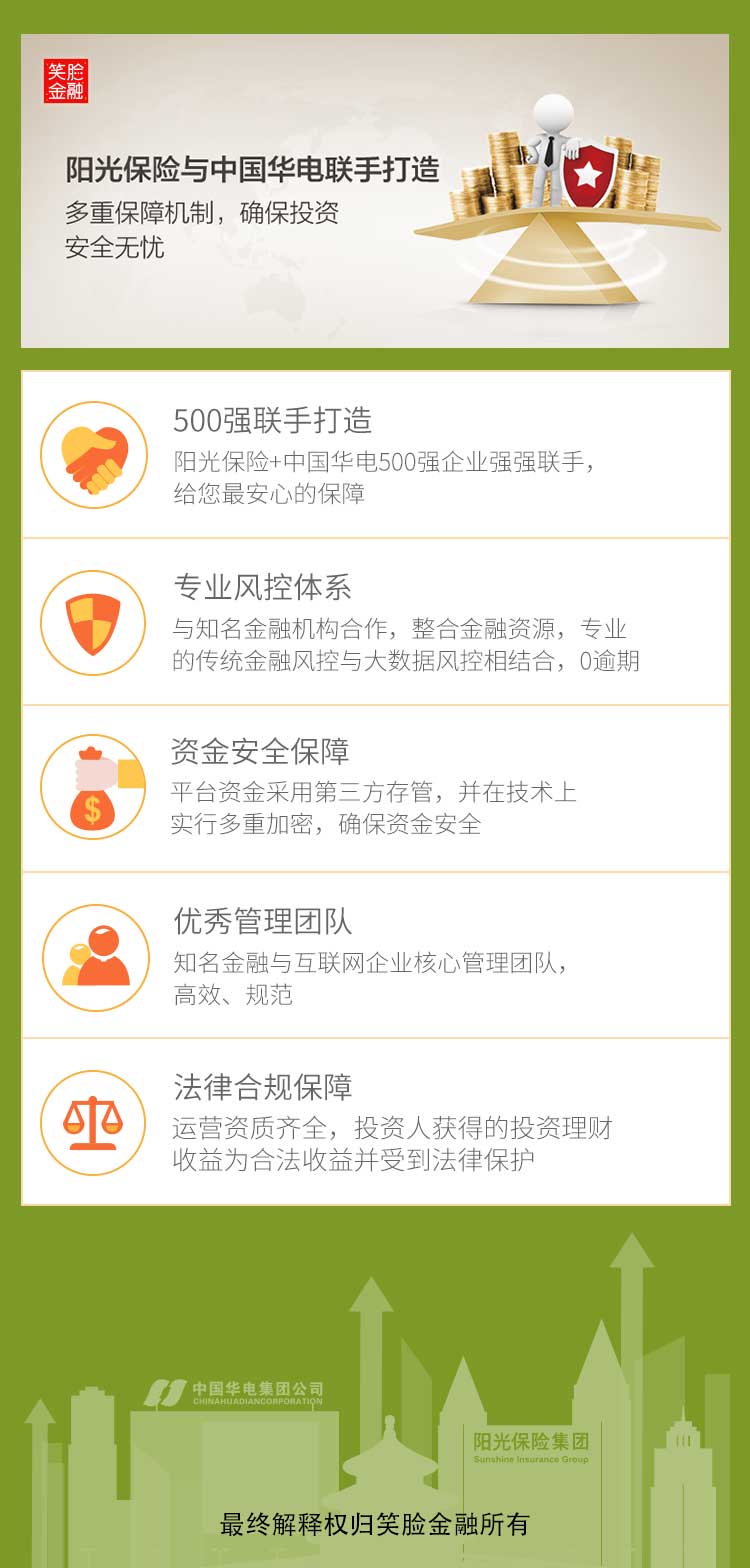 笑脸
金融
阳光保险与中国华电联手打造
多重保障机制，确保投资
安全无忧
500强联手打造
阳光保险+中国华电500强企业强强联手，
给您最安心的保障
专业风控体系
与知名金融机构合作，整合金融资源，专业
的传统金融风控与大数据风控相结合，0逾期
资金安全保障
平台资金采用第三方存管，并在技术上
实行多重加密，确保资金安全
优秀管理团队
知名金融与互联网企业核心管理团队，
高效、规范
法律合规保障
运营资质齐全，投资人获得的投资理财
收益为合法收益并受到法律保护
中国华电集团公司
CHINAHUADIANCORPORATION
阳光保险集团
Sunshine Insurance Group
$
最终解释权归笑脸金融所有